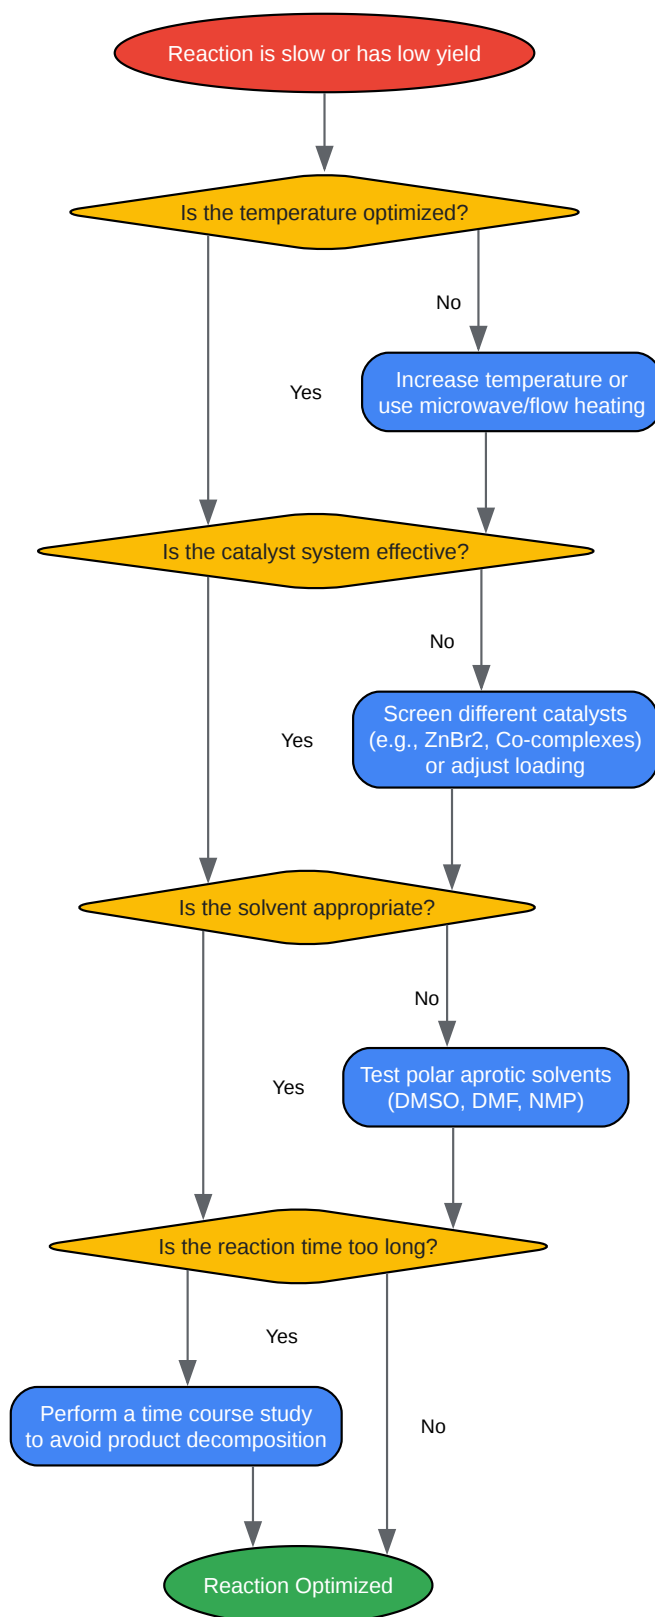 Reaction is slow or has low yield
Is the temperature optimized?
No
Increase temperature or
use microwave/flow heating
Yes
Is the catalyst system effective?
No
Screen different catalysts
(e.g., ZnBr2, Co-complexes)
or adjust loading
Yes
Is the solvent appropriate?
No
Test polar aprotic solvents
(DMSO, DMF, NMP)
Yes
Is the reaction time too long?
Yes
Perform a time course study
to avoid product decomposition
No
Reaction Optimized